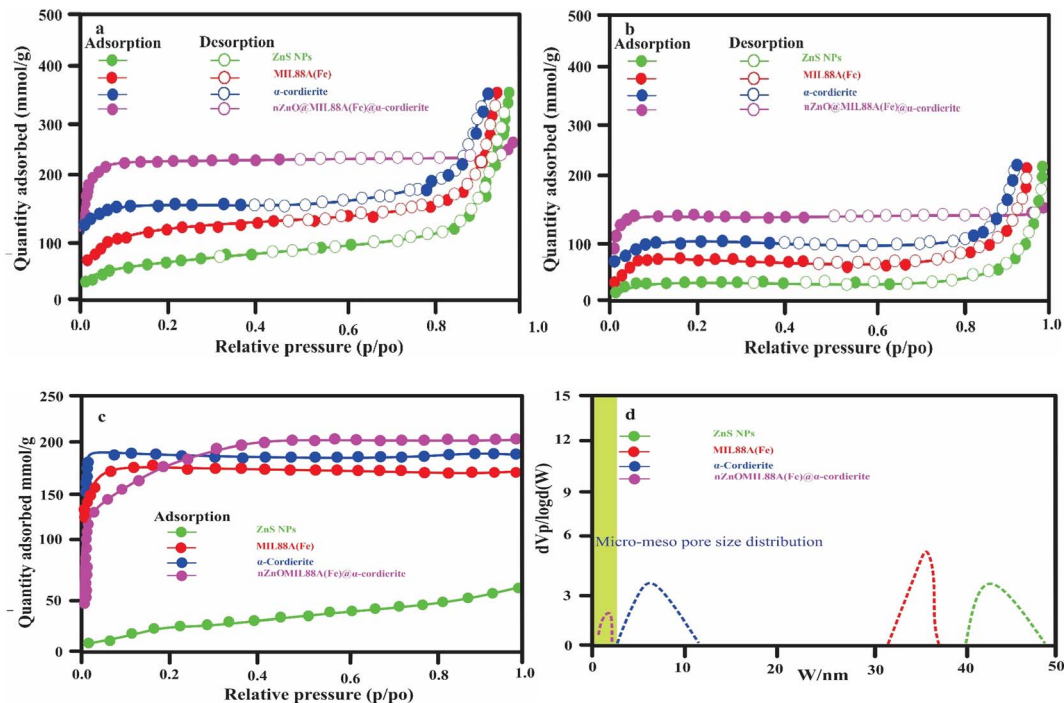 a
Adsorption Desorption
ZnS NPs
MIL88A(Fe)
α-cordierite
nZnO@MIL88A(Fe)@α-cordierite
Quantity adsorbed (mmol/g)
500
400
300
200
100
0
0.0 0.2 0.4 0.6 0.8 1.0
Relative pressure (p/po)
b
Adsorption Desorption
ZnS NPs
MIL88A(Fe)
α-cordierite
nZnO@MIL88A(Fe)@α-cordierite
Quantity adsorbed (mmol/g)
500
400
300
200
100
0
0.0 0.2 0.4 0.6 0.8 1.0
Relative pressure (p/po)
c
Adsorption
ZnS NPs
MIL88A(Fe)
α-Cordierite
nZnOMIL88A(Fe)@α-cordierite
Quantity adsorbed mmol/g
250
200
150
100
50
0
0 0.2 0.4 0.6 0.8 1.0
Relative pressure (p/po)
d
ZnS NPs
MIL88A(Fe)
α-Cordierite
nZnOMIL88A(Fe)@α-cordierite
Micro-meso pore size distribution
dVp/logd(W)
15
12
9
6
3
0
0 10 20 30 40 50
W/nm